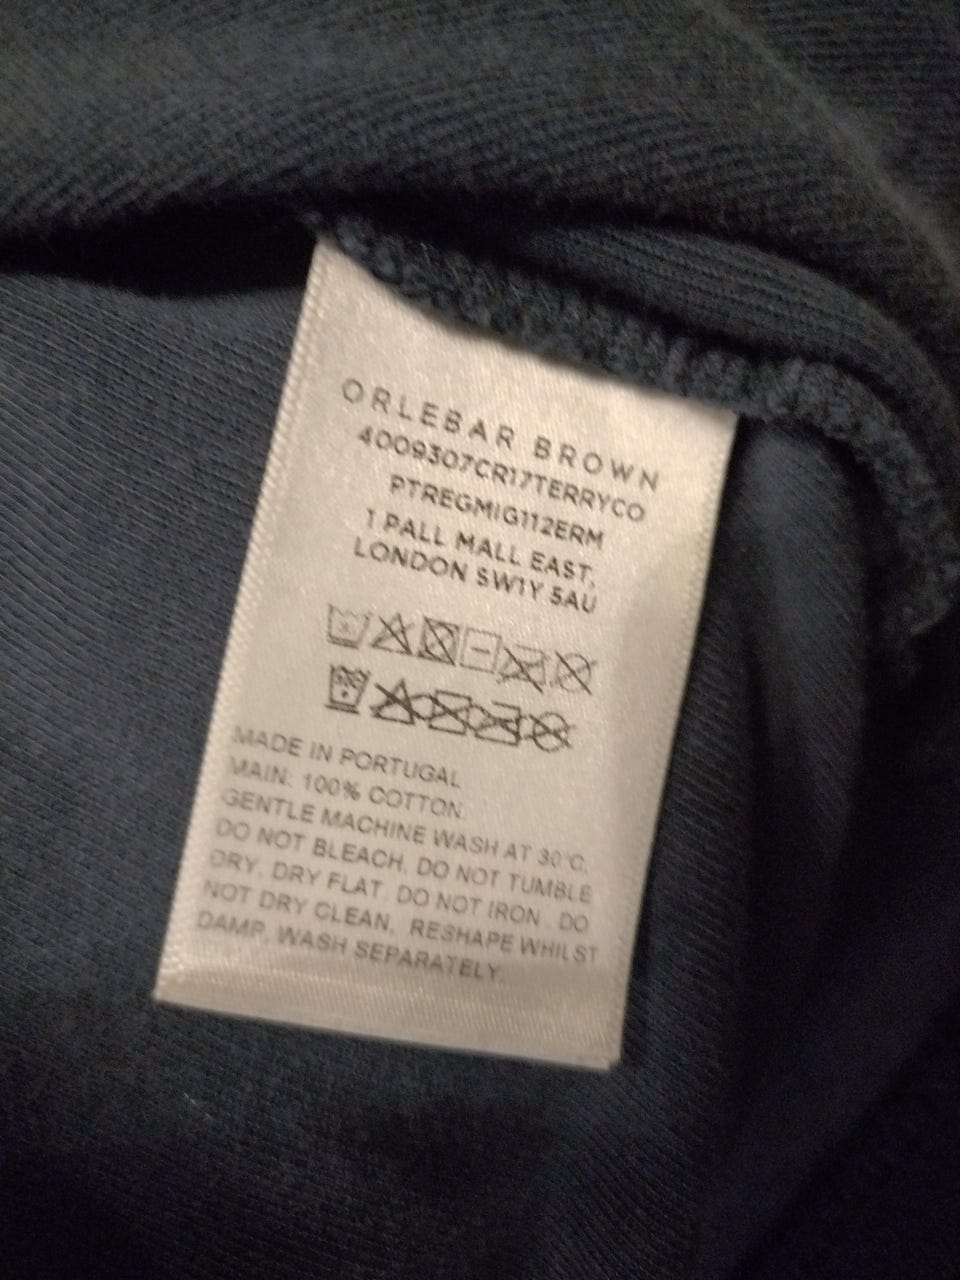 ORLEBAR BROWN
4009307CR17TERRYCO
PTREGMIG112ERM
1 PALL MALL EAST,
LONDON SW1Y 5AU
MADE IN PORTUGAL
MAIN: 100% COTTON.
GENTLE MACHINE WASH AT 30°C,
DO NOT BLEACH, DO NOT TUMBLE
DRY, DRY FLAT, DO NOT IRON . DO
NOT DRY CLEAN, RESHAPE WHILST
DAMP, WASH SEPARATELY.